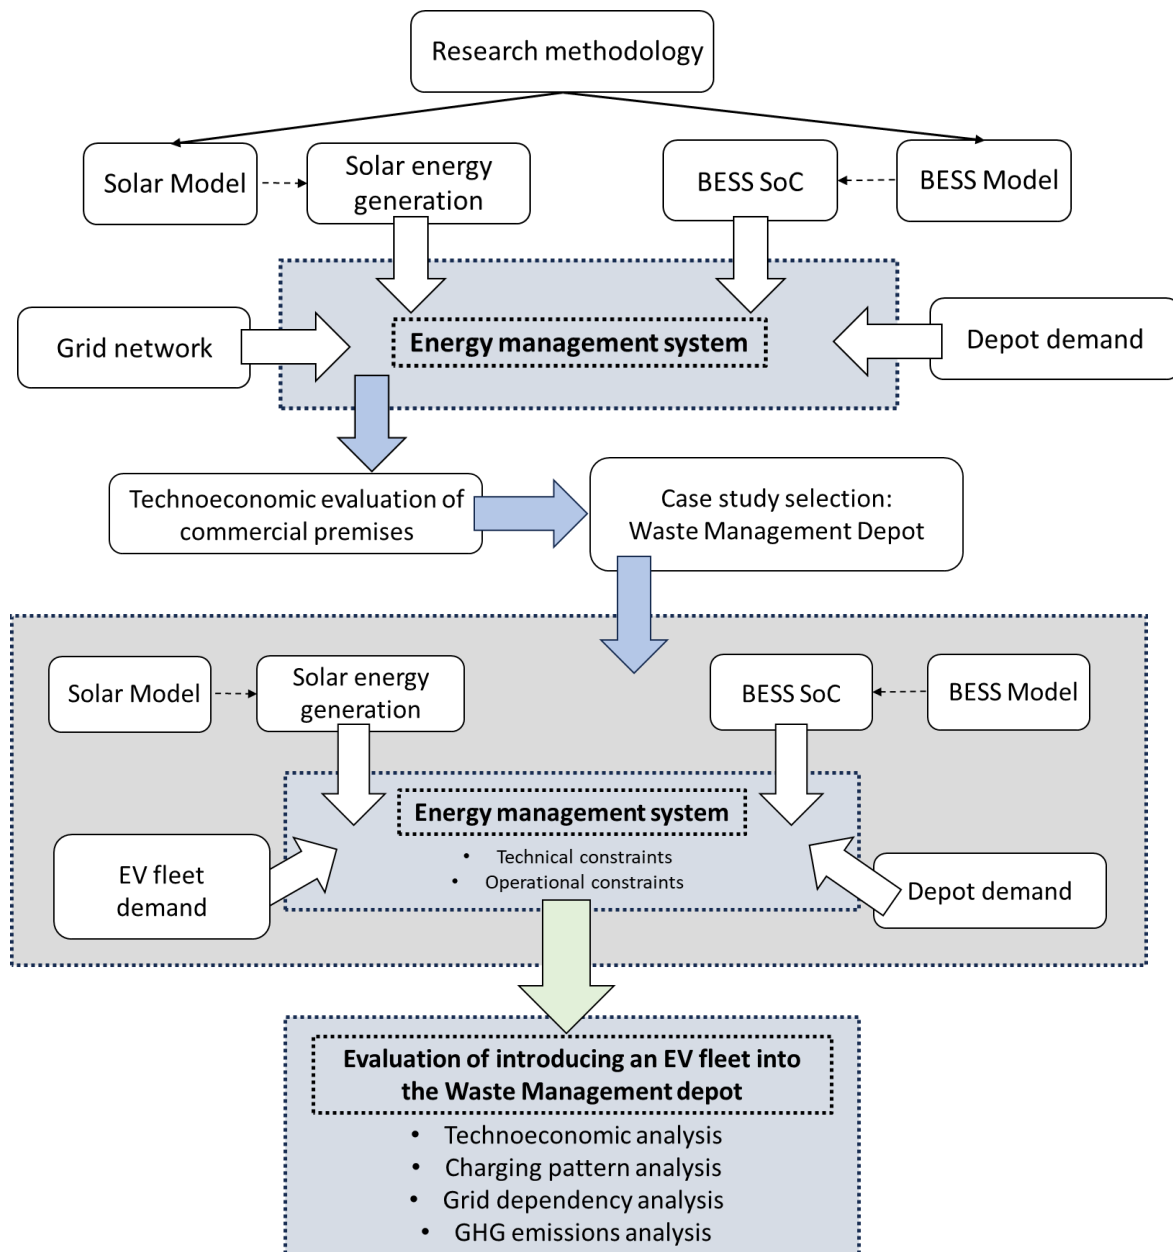 Research methodology
Solar Model
Solar energy
generation
BESS SoC
BESS Model
Grid network
Energy management system
Depot demand
Technoeconomic evaluation of
commercial premises
Case study selection:
Waste Management Depot
Solar Model
Solar energy
generation
BESS SoC
BESS Model
Energy management system
• Technical constraints
• Operational constraints
EV fleet
demand
Depot demand
Evaluation of introducing an EV fleet into
the Waste Management depot
• Technoeconomic analysis
• Charging pattern analysis
• Grid dependency analysis
• GHG emissions analysis